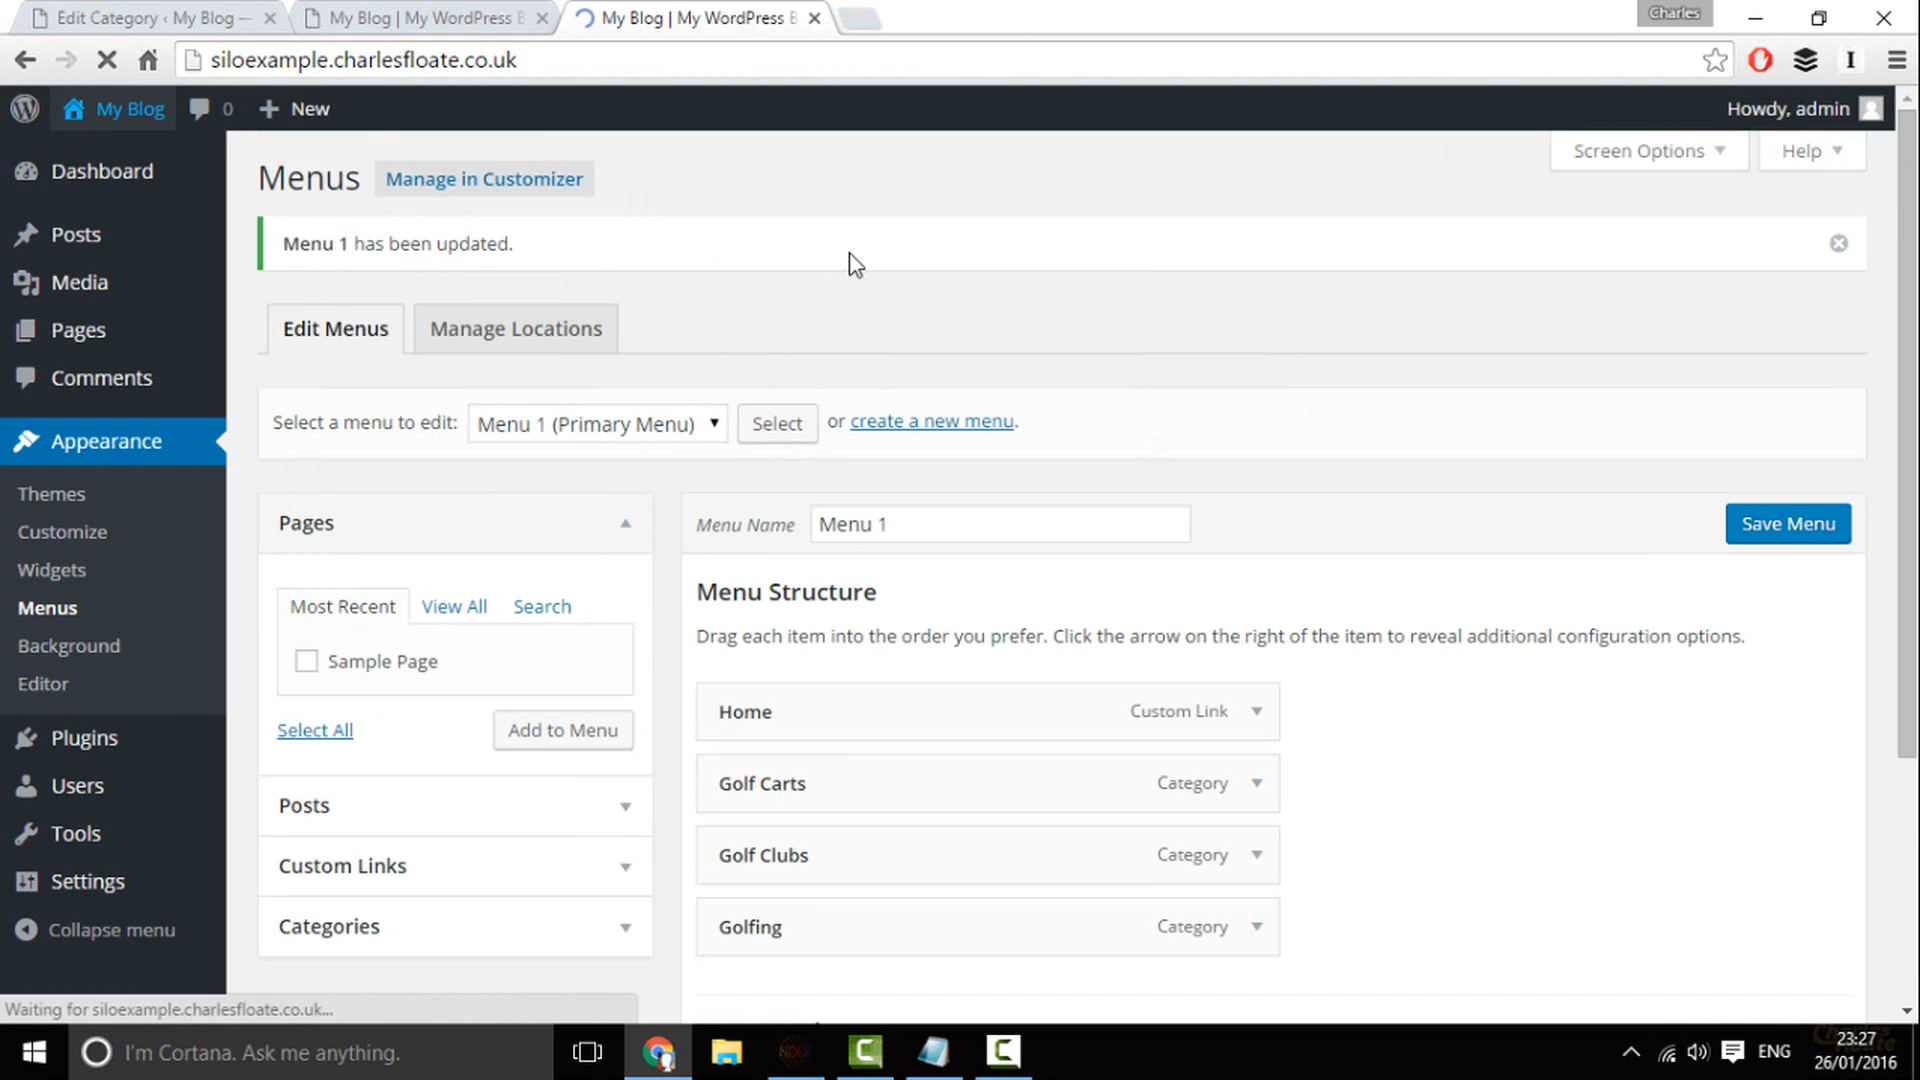 Edit Category ‹ My Blog —
My Blog | My WordPress B
My Blog | My WordPress B
Charles
siloexample.charlesfloate.co.uk
My Blog
0
New
Howdy, admin
Dashboard
Posts
Media
Pages
Comments
Appearance
Themes
Customize
Widgets
Menus
Background
Editor
Plugins
Users
Tools
Settings
Collapse menu
Menus
Manage in Customizer
Screen Options
Help
Menu 1 has been updated.
Edit Menus
Manage Locations
Select a menu to edit:
Menu 1 (Primary Menu)
Select
or create a new menu.
Pages
Most Recent
View All
Search
Sample Page
Select All
Add to Menu
Posts
Custom Links
Categories
Menu Name
Menu 1
Save Menu
Menu Structure
Drag each item into the order you prefer. Click the arrow on the right of the item to reveal additional configuration options.
Home
Custom Link
Golf Carts
Category
Golf Clubs
Category
Golfing
Category
Waiting for siloexample.charlesfloate.co.uk...
I'm Cortana. Ask me anything.
ENG
23:27
26/01/2016